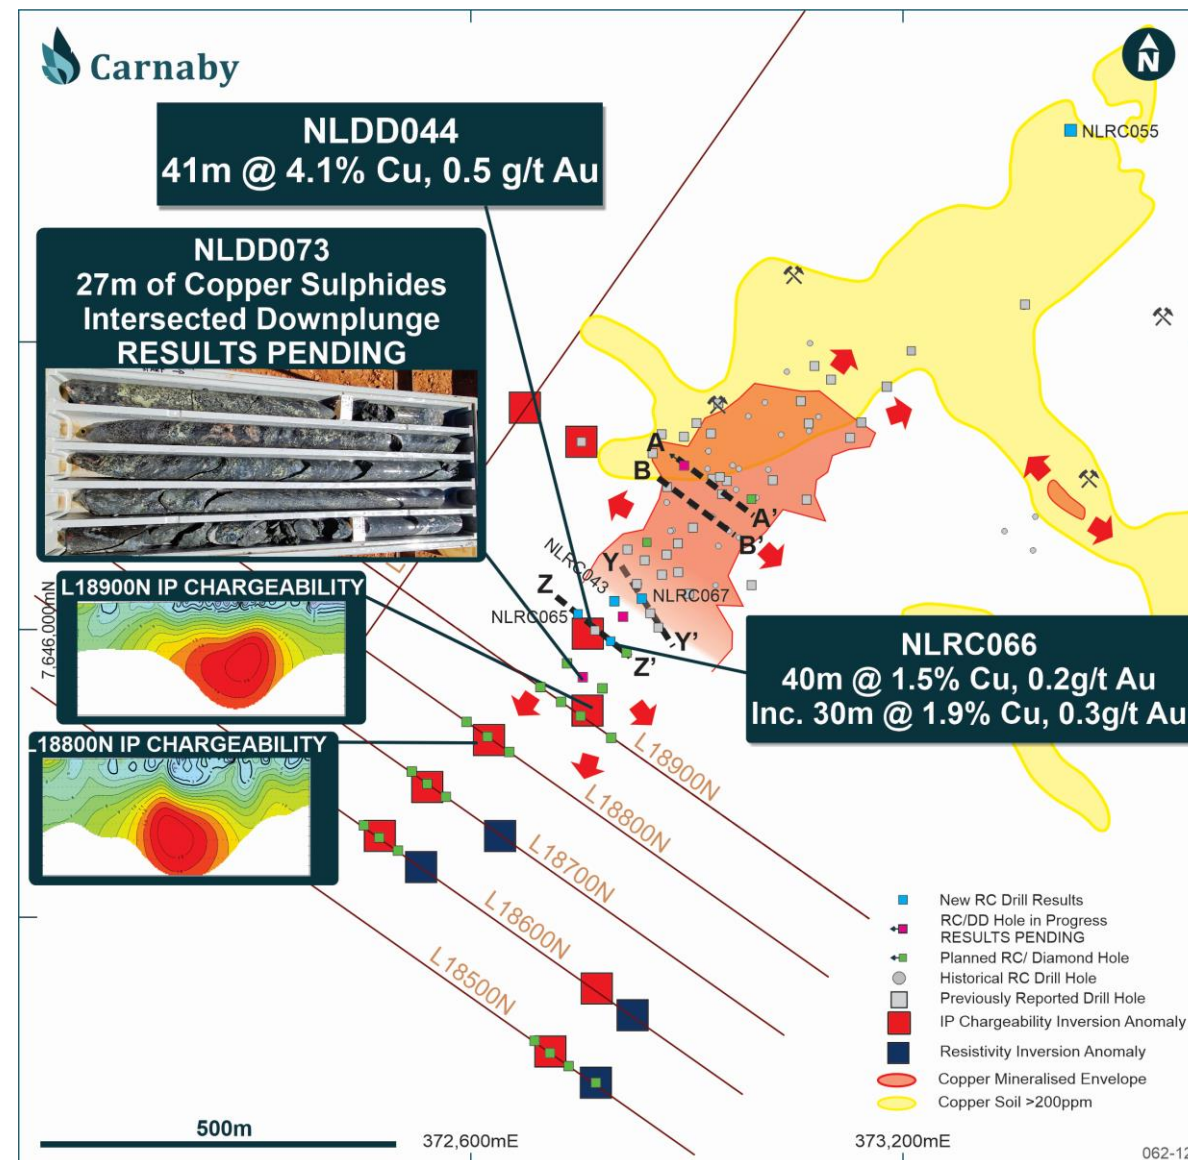 Carnaby
N
NLDD044
41m @ 4.1% Cu, 0.5 g/t Au
NLRC055
NLDD073
27m of Copper Sulphides
Intersected Downplunge
RESULTS PENDING
A
B
A'
B'
NLRC043
Y
Z
NLRC067
NLRC065
Y'
Z'
L18900N IP CHARGEABILITY
7,646,000mN
NLRC066
40m @ 1.5% Cu, 0.2g/t Au
Inc. 30m @ 1.9% Cu, 0.3g/t Au
L18800N IP CHARGEABILITY
L18900N
L18800N
L18700N
L18600N
L18500N
New RC Drill Results
RC/DD Hole in Progress
RESULTS PENDING
Planned RC/ Diamond Hole
Historical RC Drill Hole
Previously Reported Drill Hole
IP Chargeability Inversion Anomaly
Resistivity Inversion Anomaly
Copper Mineralised Envelope
Copper Soil >200ppm
500m
372,600mE
373,200mE
062-12